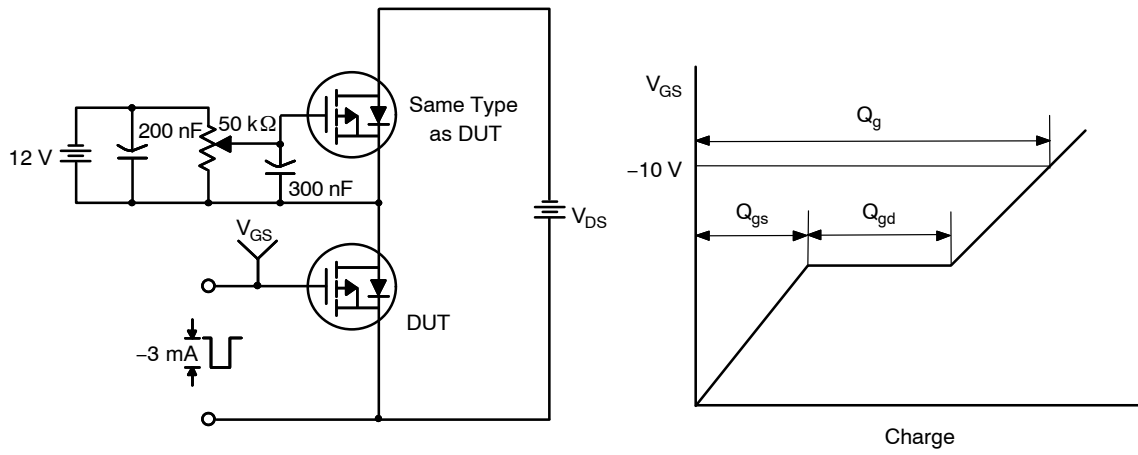 12 V
200 nF
50 kΩ
300 nF
Same Type
as DUT
V_GS
DUT
V_DS
−3 mA
V_GS
Q_g
−10 V
Q_gs
Q_gd
Charge